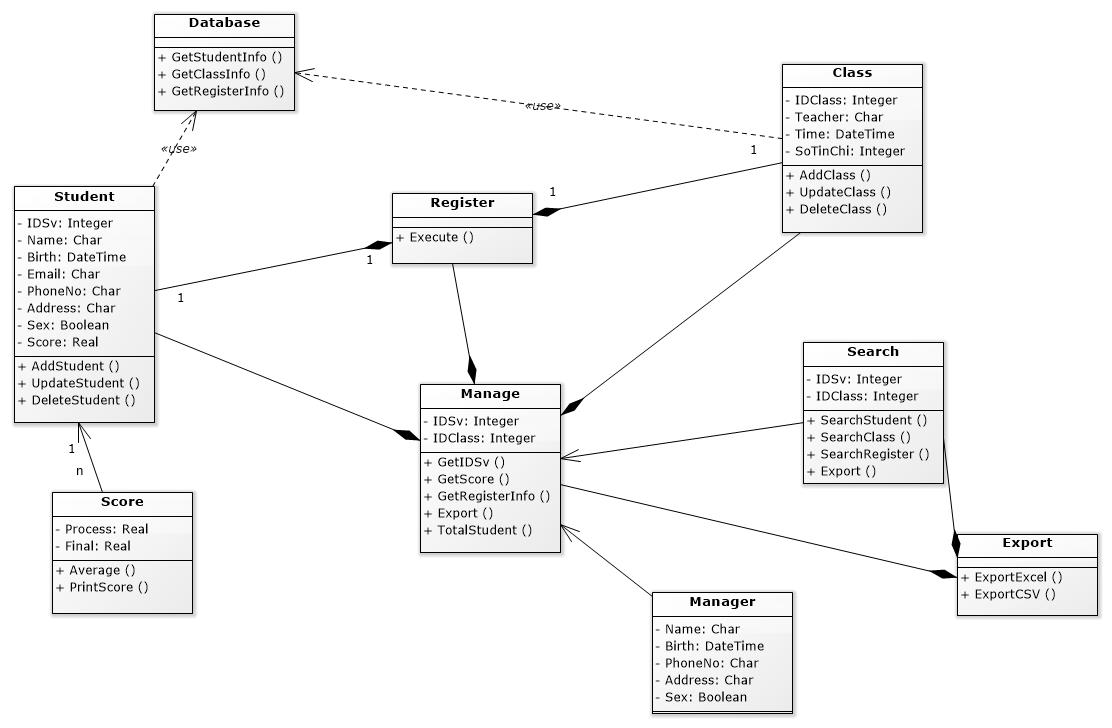 Database
+ GetStudentInfo ()
+ GetClassInfo ()
+ GetRegisterInfo ()
Class
- IDClass: Integer
- Teacher: Char
- Time: DateTime
- SoTinChi: Integer
+ AddClass ()
+ UpdateClass ()
+ DeleteClass ()
«use»
«use»
1
1
Student
- IDSv: Integer
- Name: Char
- Birth: DateTime
- Email: Char
- PhoneNo: Char
- Address: Char
- Sex: Boolean
- Score: Real
+ AddStudent ()
+ UpdateStudent ()
+ DeleteStudent ()
Register
+ Execute ()
1
1
Manage
- IDSv: Integer
- IDClass: Integer
+ GetIDSv ()
+ GetScore ()
+ GetRegisterInfo ()
+ Export ()
+ TotalStudent ()
Search
- IDSv: Integer
- IDClass: Integer
+ SearchStudent ()
+ SearchClass ()
+ SearchRegister ()
+ Export ()
1
n
Score
- Process: Real
- Final: Real
+ Average ()
+ PrintScore ()
Export
+ ExportExcel ()
+ ExportCSV ()
Manager
- Name: Char
- Birth: DateTime
- PhoneNo: Char
- Address: Char
- Sex: Boolean